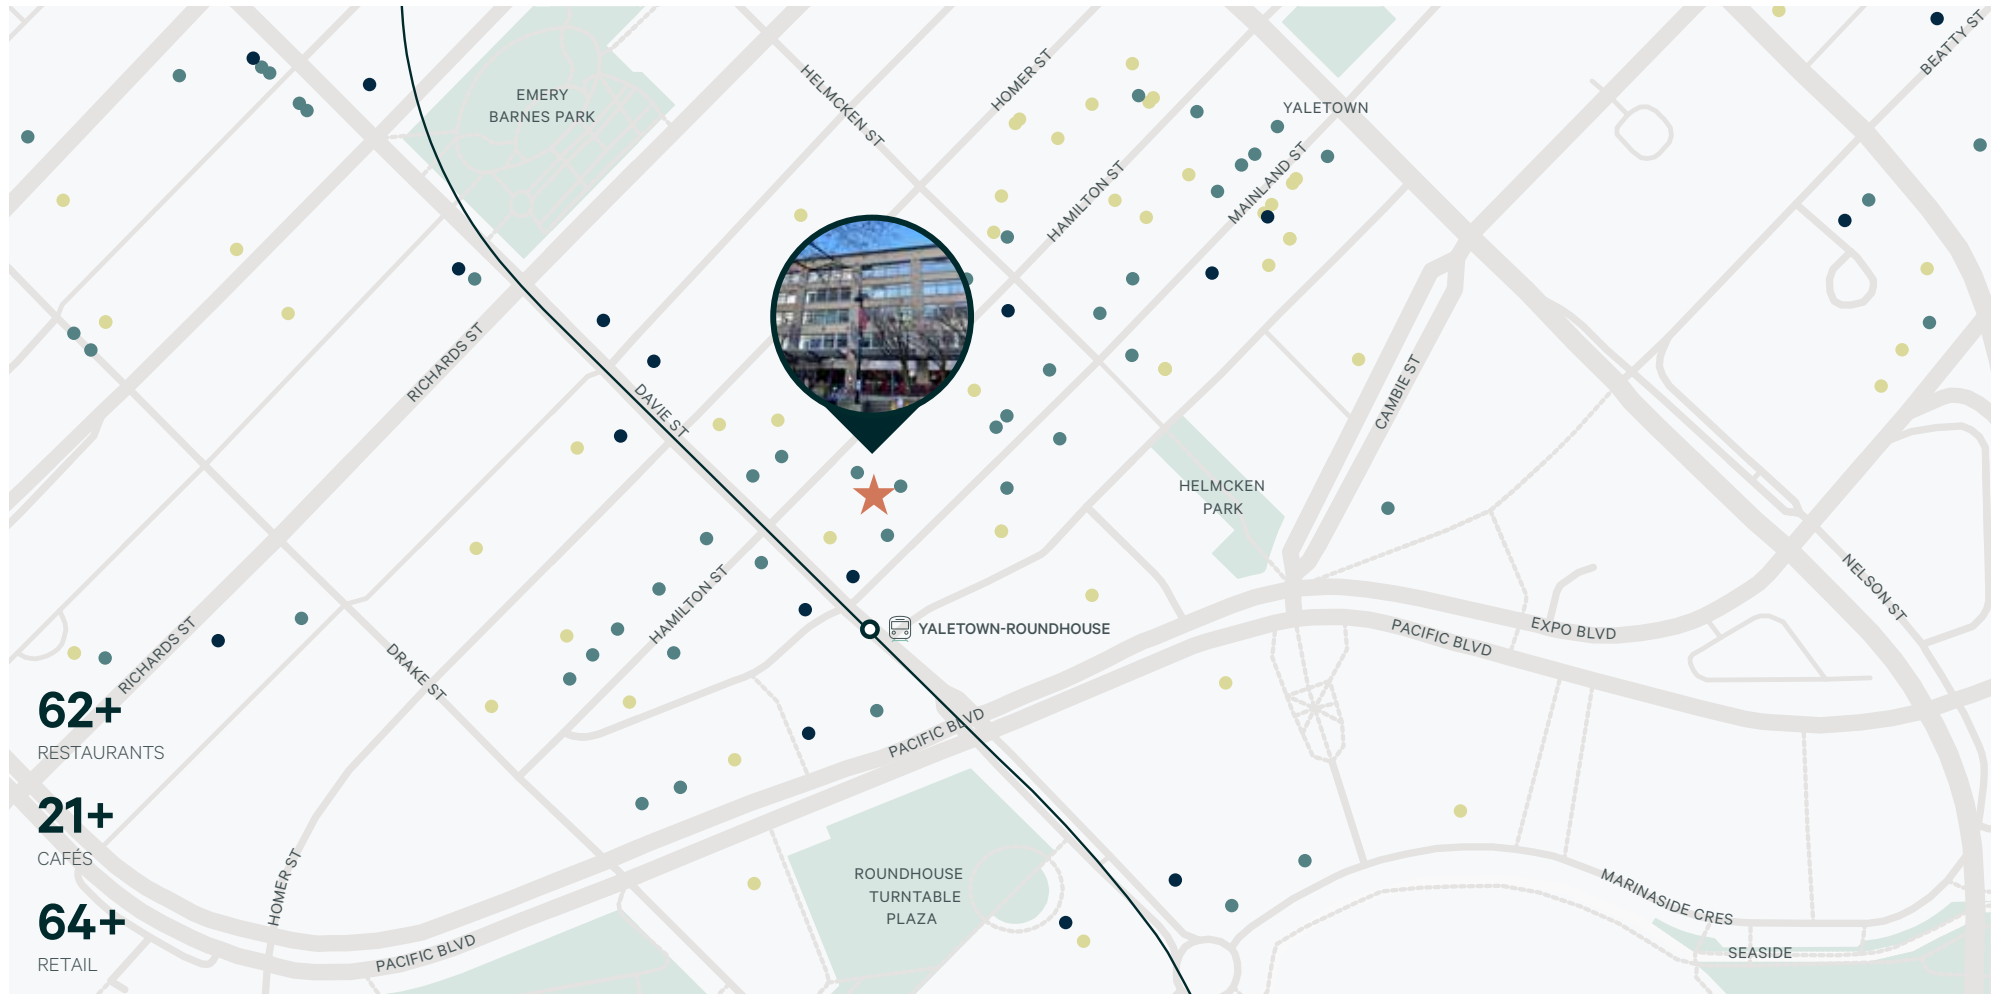 BEATTY ST
HOMER ST
HELMCKEN ST
EMERY
BARNES PARK
YALETOWN
HAMILTON ST
MAINLAND ST
RICHARDS ST
DAVIE ST
CAMBIE ST
HELMCKEN
PARK
NELSON ST
HAMILTON ST
YALETOWN-ROUNDHOUSE
EXPO BLVD
PACIFIC BLVD
RICHARDS ST
DRAKE ST
PACIFIC BLVD
62+
RESTAURANTS
21+
CAFÉS
64+
RETAIL
HOMER ST
PACIFIC BLVD
ROUNDHOUSE
TURNTABLE
PLAZA
MARINASIDE CRES
SEASIDE